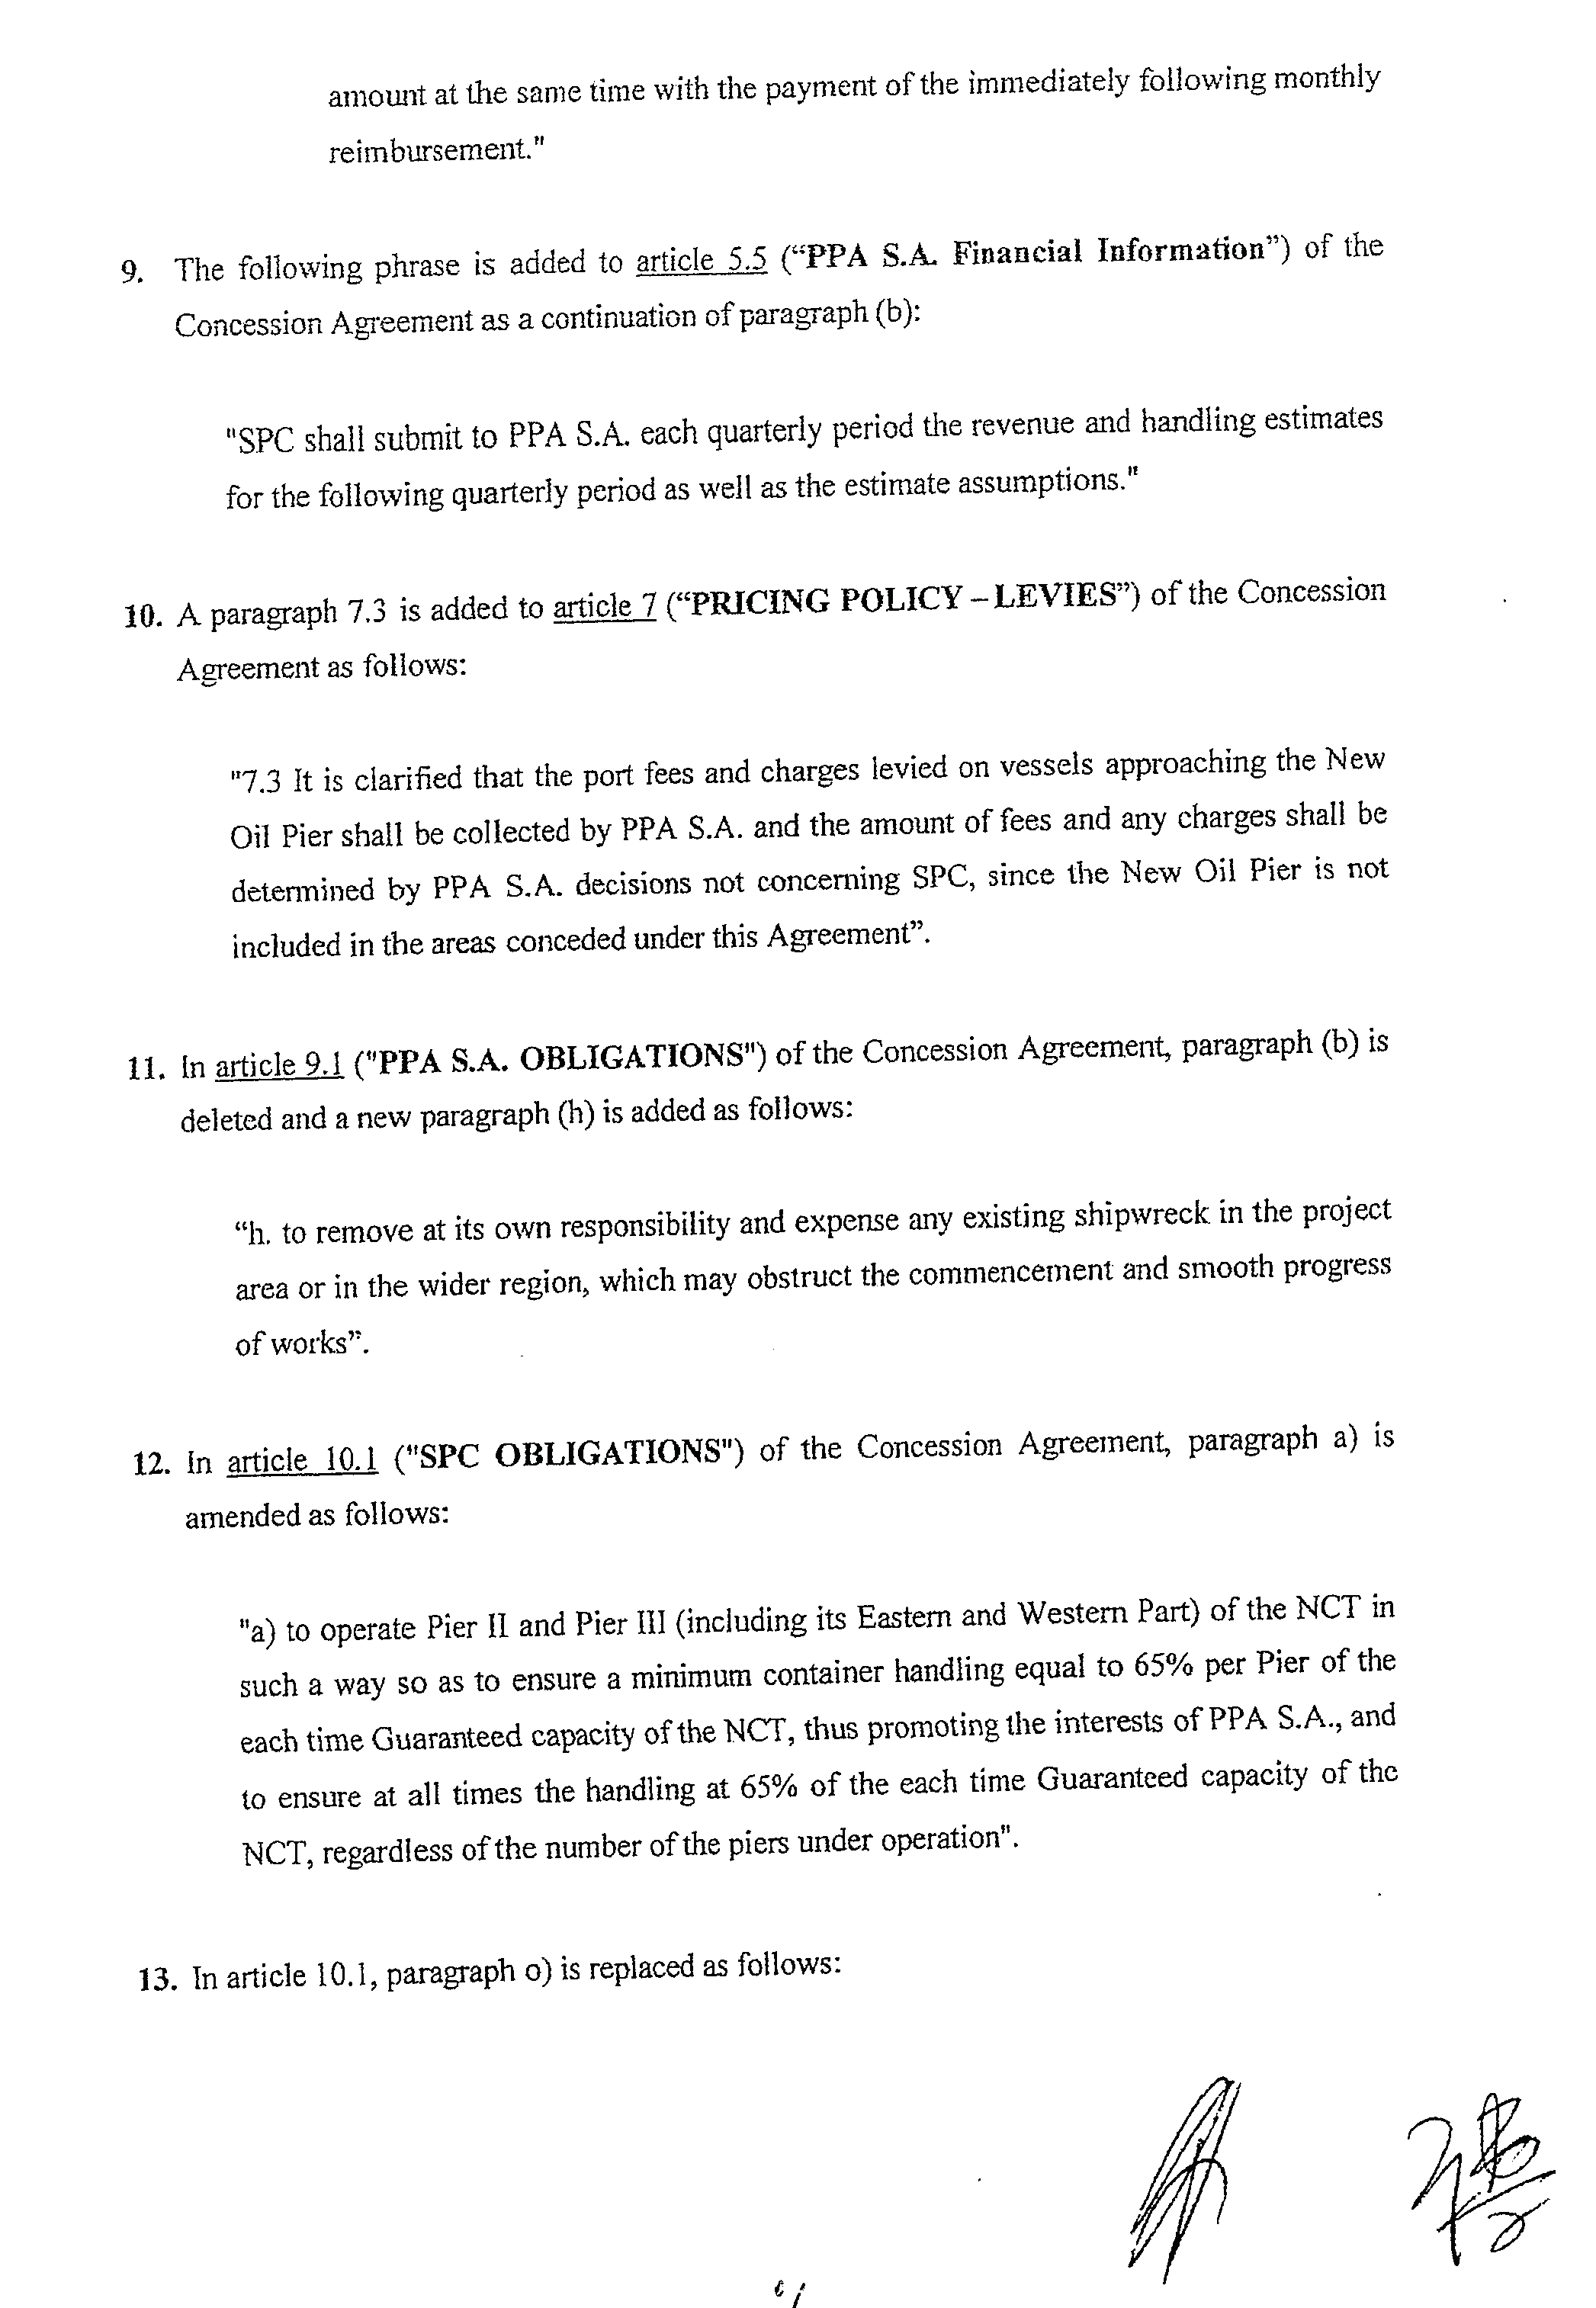 amount at the same time with the payment of the immediately following monthly
reimbursement."
9. The following phrase is added to article 5.5 (“PPA S.A. Financial Information”) of the
Concession Agreement as a continuation of paragraph (b):
"SPC shall submit to PPA S.A. each quarterly period the revenue and handling estimates
for the following quarterly period as well as the estimate assumptions."
10. A paragraph 7.3 is added to article 7 (“PRICING POLICY – LEVIES”) of the Concession
Agreement as follows:
"7.3 It is clarified that the port fees and charges levied on vessels approaching the New
Oil Pier shall be collected by PPA S.A. and the amount of fees and any charges shall be
determined by PPA S.A. decisions not concerning SPC, since the New Oil Pier is not
included in the areas conceded under this Agreement”.
11. In article 9.1 ("PPA S.A. OBLIGATIONS") of the Concession Agreement, paragraph (b) is
deleted and a new paragraph (h) is added as follows:
“h. to remove at its own responsibility and expense any existing shipwreck in the project
area or in the wider region, which may obstruct the commencement and smooth progress
of works”.
12. In article 10.1 ("SPC OBLIGATIONS") of the Concession Agreement, paragraph a) is
amended as follows:
"a) to operate Pier II and Pier III (including its Eastern and Western Part) of the NCT in
such a way so as to ensure a minimum container handling equal to 65% per Pier of the
each time Guaranteed capacity of the NCT, thus promoting the interests of PPA S.A., and
to ensure at all times the handling at 65% of the each time Guaranteed capacity of the
NCT, regardless of the number of the piers under operation".
13. In article 10.1, paragraph o) is replaced as follows: